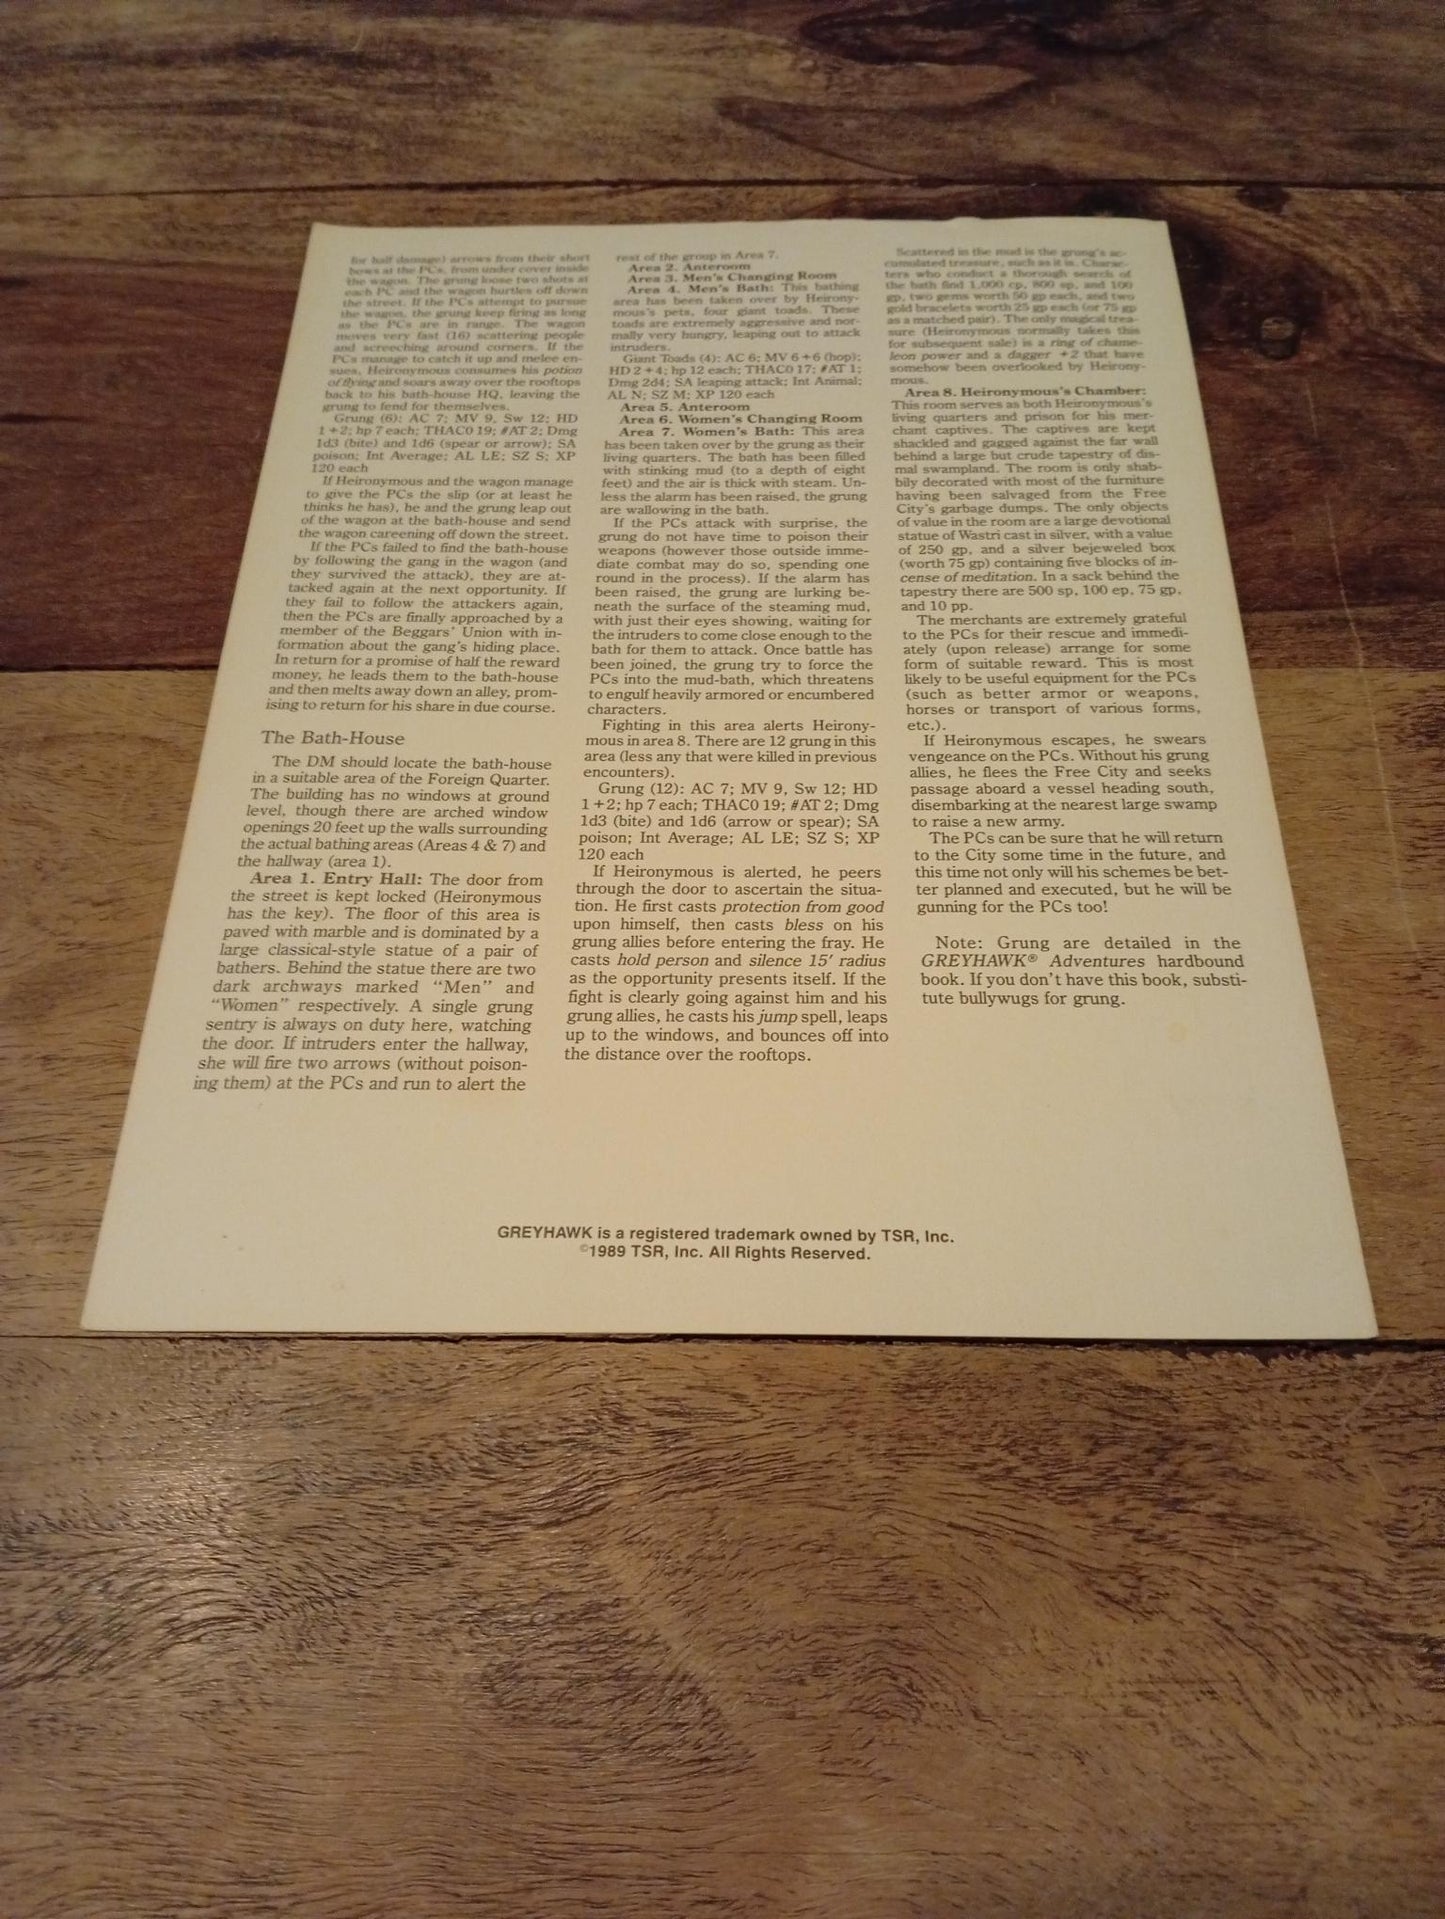 for half damage) arrows from their short
bows at the PCs, from under cover inside
the wagon. The grung loose two shots at
each PC and the wagon hurtles off down
the street. If the PCs attempt to pursue
the wagon, the grung keep firing as long
as the PCs are in range. The wagon
moves very fast (16) scattering people
and screeching around corners. If the
PCs manage to catch it up and melee en-
sues, Heironymous consumes his potion
of flying and soars away over the rooftops
back to his bath-house HQ, leaving the
grung to fend for themselves.
Grung (6): AC 7; MV 9, Sw 12; HD
1+2; hp 7 each; THAC0 19; #AT 2; Dmg
1d3 (bite) and 1d6 (spear or arrow); SA
poison; Int Average; AL LE; SZ S; XP
120 each
If Heironymous and the wagon manage
to give the PCs the slip (or at least he
thinks he has), he and the grung leap out
of the wagon at the bath-house and send
the wagon careening off down the street.
If the PCs failed to find the bath-house
by following the gang in the wagon (and
they survived the attack), they are at-
tacked again at the next opportunity. If
they fail to follow the attackers again,
then the PCs are finally approached by a
member of the Beggars' Union with in-
formation about the gang's hiding place.
In return for a promise of half the reward
money, he leads them to the bath-house
and then melts away down an alley, prom-
ising to return for his share in due course.
The Bath-House
The DM should locate the bath-house
in a suitable area of the Foreign Quarter.
The building has no windows at ground
level, though there are arched window
openings 20 feet up the walls surrounding
the actual bathing areas (Areas 4 & 7) and
the hallway (area 1).
Area 1. Entry Hall: The door from
the street is kept locked (Heironymous
has the key). The floor of this area is
paved with marble and is dominated by a
large classical-style statue of a pair of
bathers. Behind the statue there are two
dark archways marked "Men" and
"Women" respectively. A single grung
sentry is always on duty here, watching
the door. If intruders enter the hallway,
she will fire two arrows (without poison-
ing them) at the PCs and run to alert the
rest of the group in Area 7.
Area 2. Anteroom
Area 3. Men's Changing Room
Area 4. Men's Bath: This bathing
area has been taken over by Heirony-
mous's pets, four giant toads. These
toads are extremely aggressive and nor-
mally very hungry, leaping out to attack
intruders.
Giant Toads (4): AC 6; MV 6+6 (hop);
HD 2+4; hp 12 each; THAC0 17; #AT 1;
Dmg 2d4; SA leaping attack; Int Animal;
AL N; SZ M; XP 120 each
Area 5. Anteroom
Area 6. Women's Changing Room
Area 7. Women's Bath: This area
has been taken over by the grung as their
living quarters. The bath has been filled
with stinking mud (to a depth of eight
feet) and the air is thick with steam. Un-
less the alarm has been raised, the grung
are wallowing in the bath.
If the PCs attack with surprise, the
grung do not have time to poison their
weapons (however those outside imme-
diate combat may do so, spending one
round in the process). If the alarm has
been raised, the grung are lurking be-
neath the surface of the steaming mud,
with just their eyes showing, waiting for
the intruders to come close enough to the
bath for them to attack. Once battle has
been joined, the grung try to force the
PCs into the mud-bath, which threatens
to engulf heavily armored or encumbered
characters.
Fighting in this area alerts Heirony-
mous in area 8. There are 12 grung in this
area (less any that were killed in previous
encounters).
Grung (12): AC 7; MV 9, Sw 12; HD
1+2; hp 7 each; THAC0 19; #AT 2; Dmg
1d3 (bite) and 1d6 (arrow or spear); SA
poison; Int Average; AL LE; SZ S; XP
120 each
If Heironymous is alerted, he peers
through the door to ascertain the situa-
tion. He first casts protection from good
upon himself, then casts bless on his
grung allies before entering the fray. He
casts hold person and silence 15' radius
as the opportunity presents itself. If the
fight is clearly going against him and his
grung allies, he casts his jump spell, leaps
up to the windows, and bounces off into
the distance over the rooftops.
Scattered in the mud is the grung's ac-
cumulated treasure, such as it is. Charac-
ters who conduct a thorough search of
the bath find 1,000 cp, 800 sp, and 100
gp, two gems worth 50 gp each, and two
gold bracelets worth 25 gp each (or 75 gp
as a matched pair). The only magical trea-
sure (Heironymous normally takes this
for subsequent sale) is a ring of chame-
leon power and a dagger +2 that have
somehow been overlooked by Heirony-
mous.
Area 8. Heironymous's Chamber:
This room serves as both Heironymous's
living quarters and prison for his mer-
chant captives. The captives are kept
shackled and gagged against the far wall
behind a large but crude tapestry of dis-
mal swampland. The room is only shab-
bily decorated with most of the furniture
having been salvaged from the Free
City's garbage dumps. The only objects
of value in the room are a large devotional
statue of Wastri cast in silver, with a value
of 250 gp, and a silver bejeweled box
(worth 75 gp) containing five blocks of in-
cense of meditation. In a sack behind the
tapestry there are 500 sp, 100 ep, 75 gp,
and 10 pp.
The merchants are extremely grateful
to the PCs for their rescue and immedi-
ately (upon release) arrange for some
form of suitable reward. This is most
likely to be useful equipment for the PCs
(such as better armor or weapons,
horses or transport of various forms,
etc.).
If Heironymous escapes, he swears
vengeance on the PCs. Without his grung
allies, he flees the Free City and seeks
passage aboard a vessel heading south,
disembarking at the nearest large swamp
to raise a new army.
The PCs can be sure that he will return
to the City some time in the future, and
this time not only will his schemes be bet-
ter planned and executed, but he will be
gunning for the PCs too!
Note: Grung are detailed in the
GREYHAWK® Adventures hardbound
book. If you don't have this book, substi-
tute bullywugs for grung.
GREYHAWK is a registered trademark owned by TSR, Inc.
©1989 TSR, Inc. All Rights Reserved.